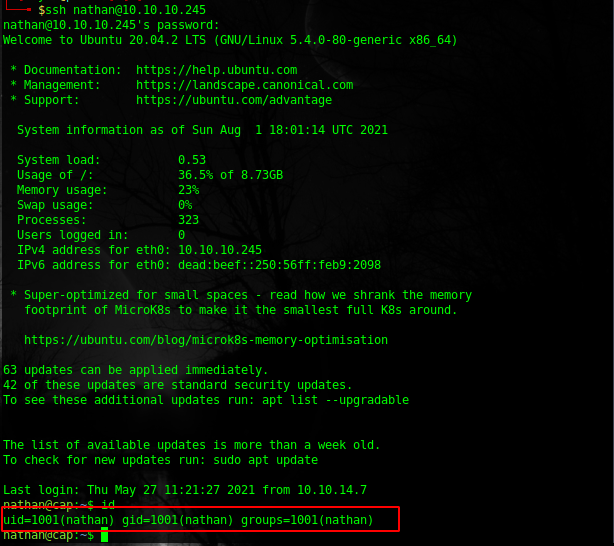 $ssh nathan@10.10.10.245
nathan@10.10.10.245's password:
Welcome to Ubuntu 20.04.2 LTS (GNU/Linux 5.4.0-80-generic x86_64)
* Documentation:  https://help.ubuntu.com
* Management:     https://landscape.canonical.com
* Support:        https://ubuntu.com/advantage
System information as of Sun Aug  1 18:01:14 UTC 2021
System load:           0.53
Usage of /:            36.5% of 8.73GB
Memory usage:          23%
Swap usage:            0%
Processes:             323
Users logged in:       0
IPv4 address for eth0: 10.10.10.245
IPv6 address for eth0: dead:beef::250:56ff:feb9:2098
* Super-optimized for small spaces - read how we shrank the memory
footprint of MicroK8s to make it the smallest full K8s around.
https://ubuntu.com/blog/microk8s-memory-optimisation
63 updates can be applied immediately.
42 of these updates are standard security updates.
To see these additional updates run: apt list --upgradable
The list of available updates is more than a week old.
To check for new updates run: sudo apt update
Last login: Thu May 27 11:21:27 2021 from 10.10.14.7
nathan@cap:~$ id
uid=1001(nathan) gid=1001(nathan) groups=1001(nathan)
nathan@cap:~$